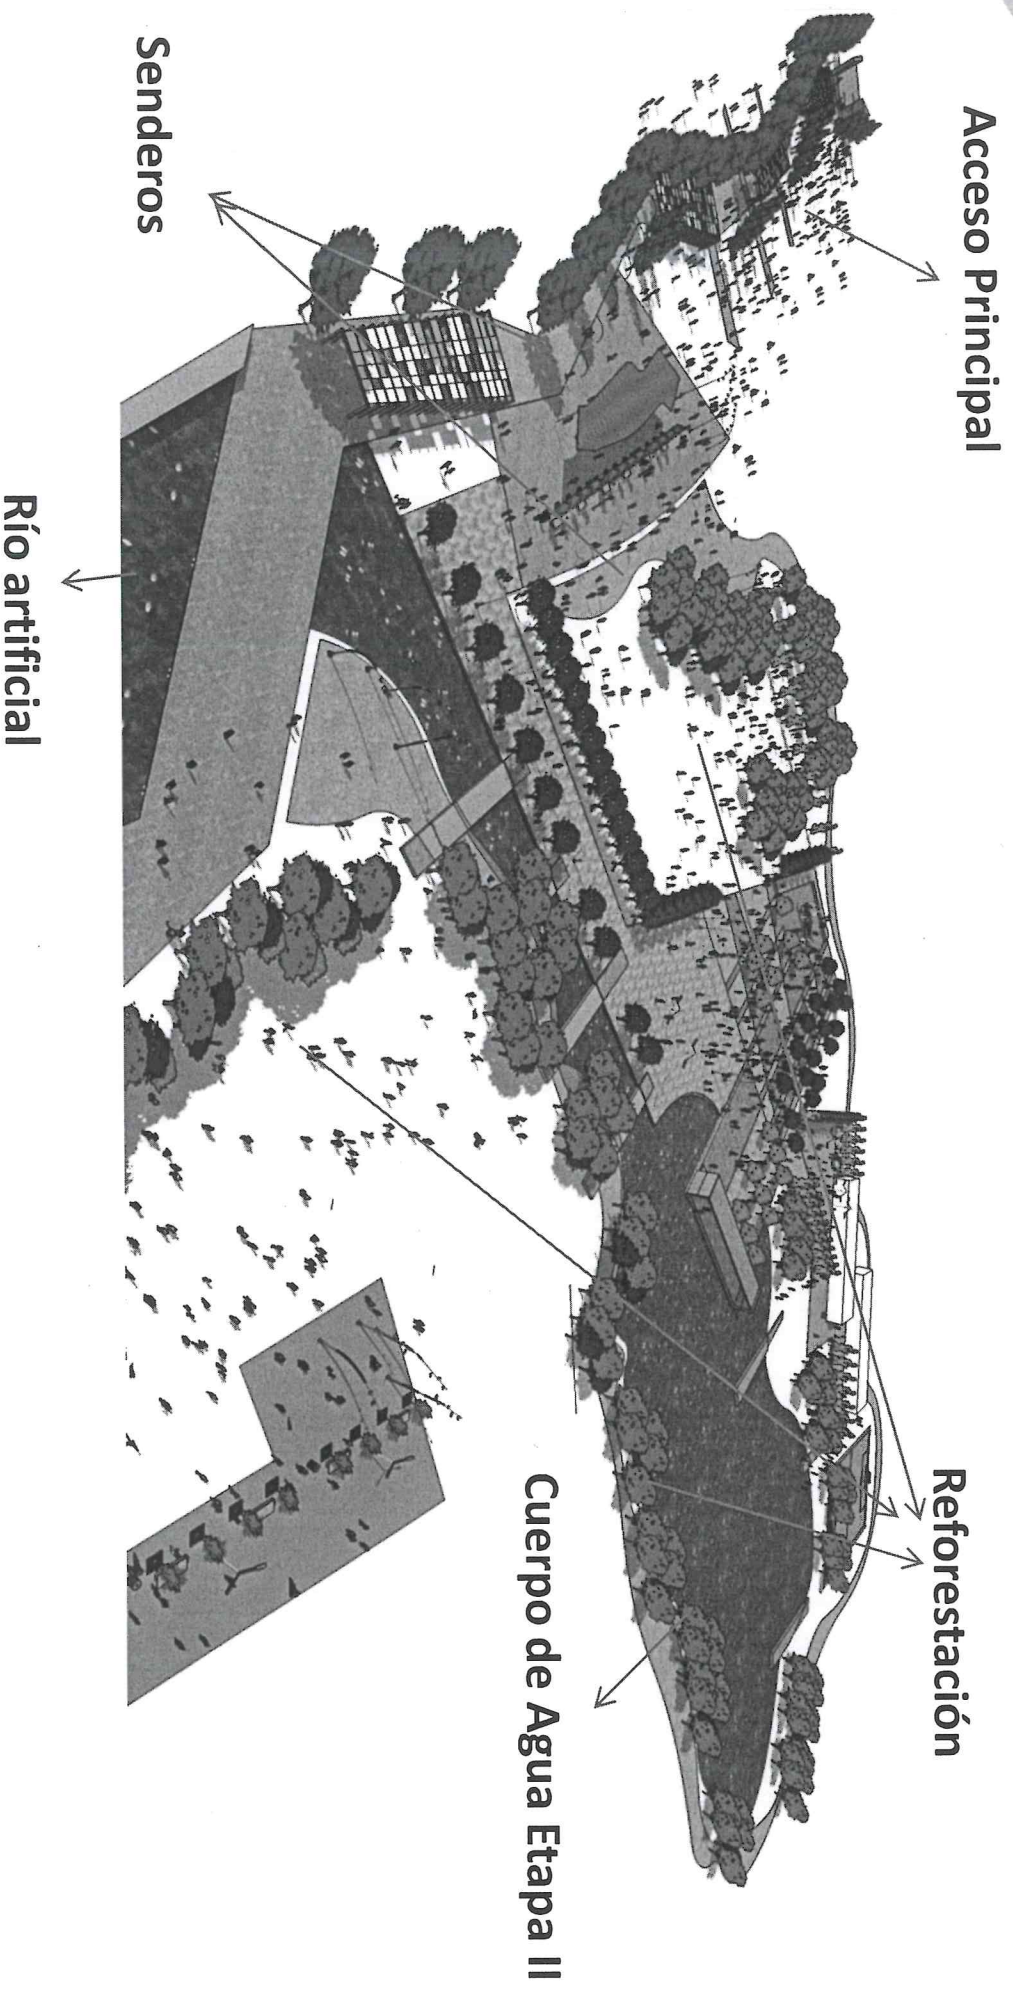 Acceso Principal
Reforestación
Senderos
Cuerpo de Agua Etapa II
Río artificial